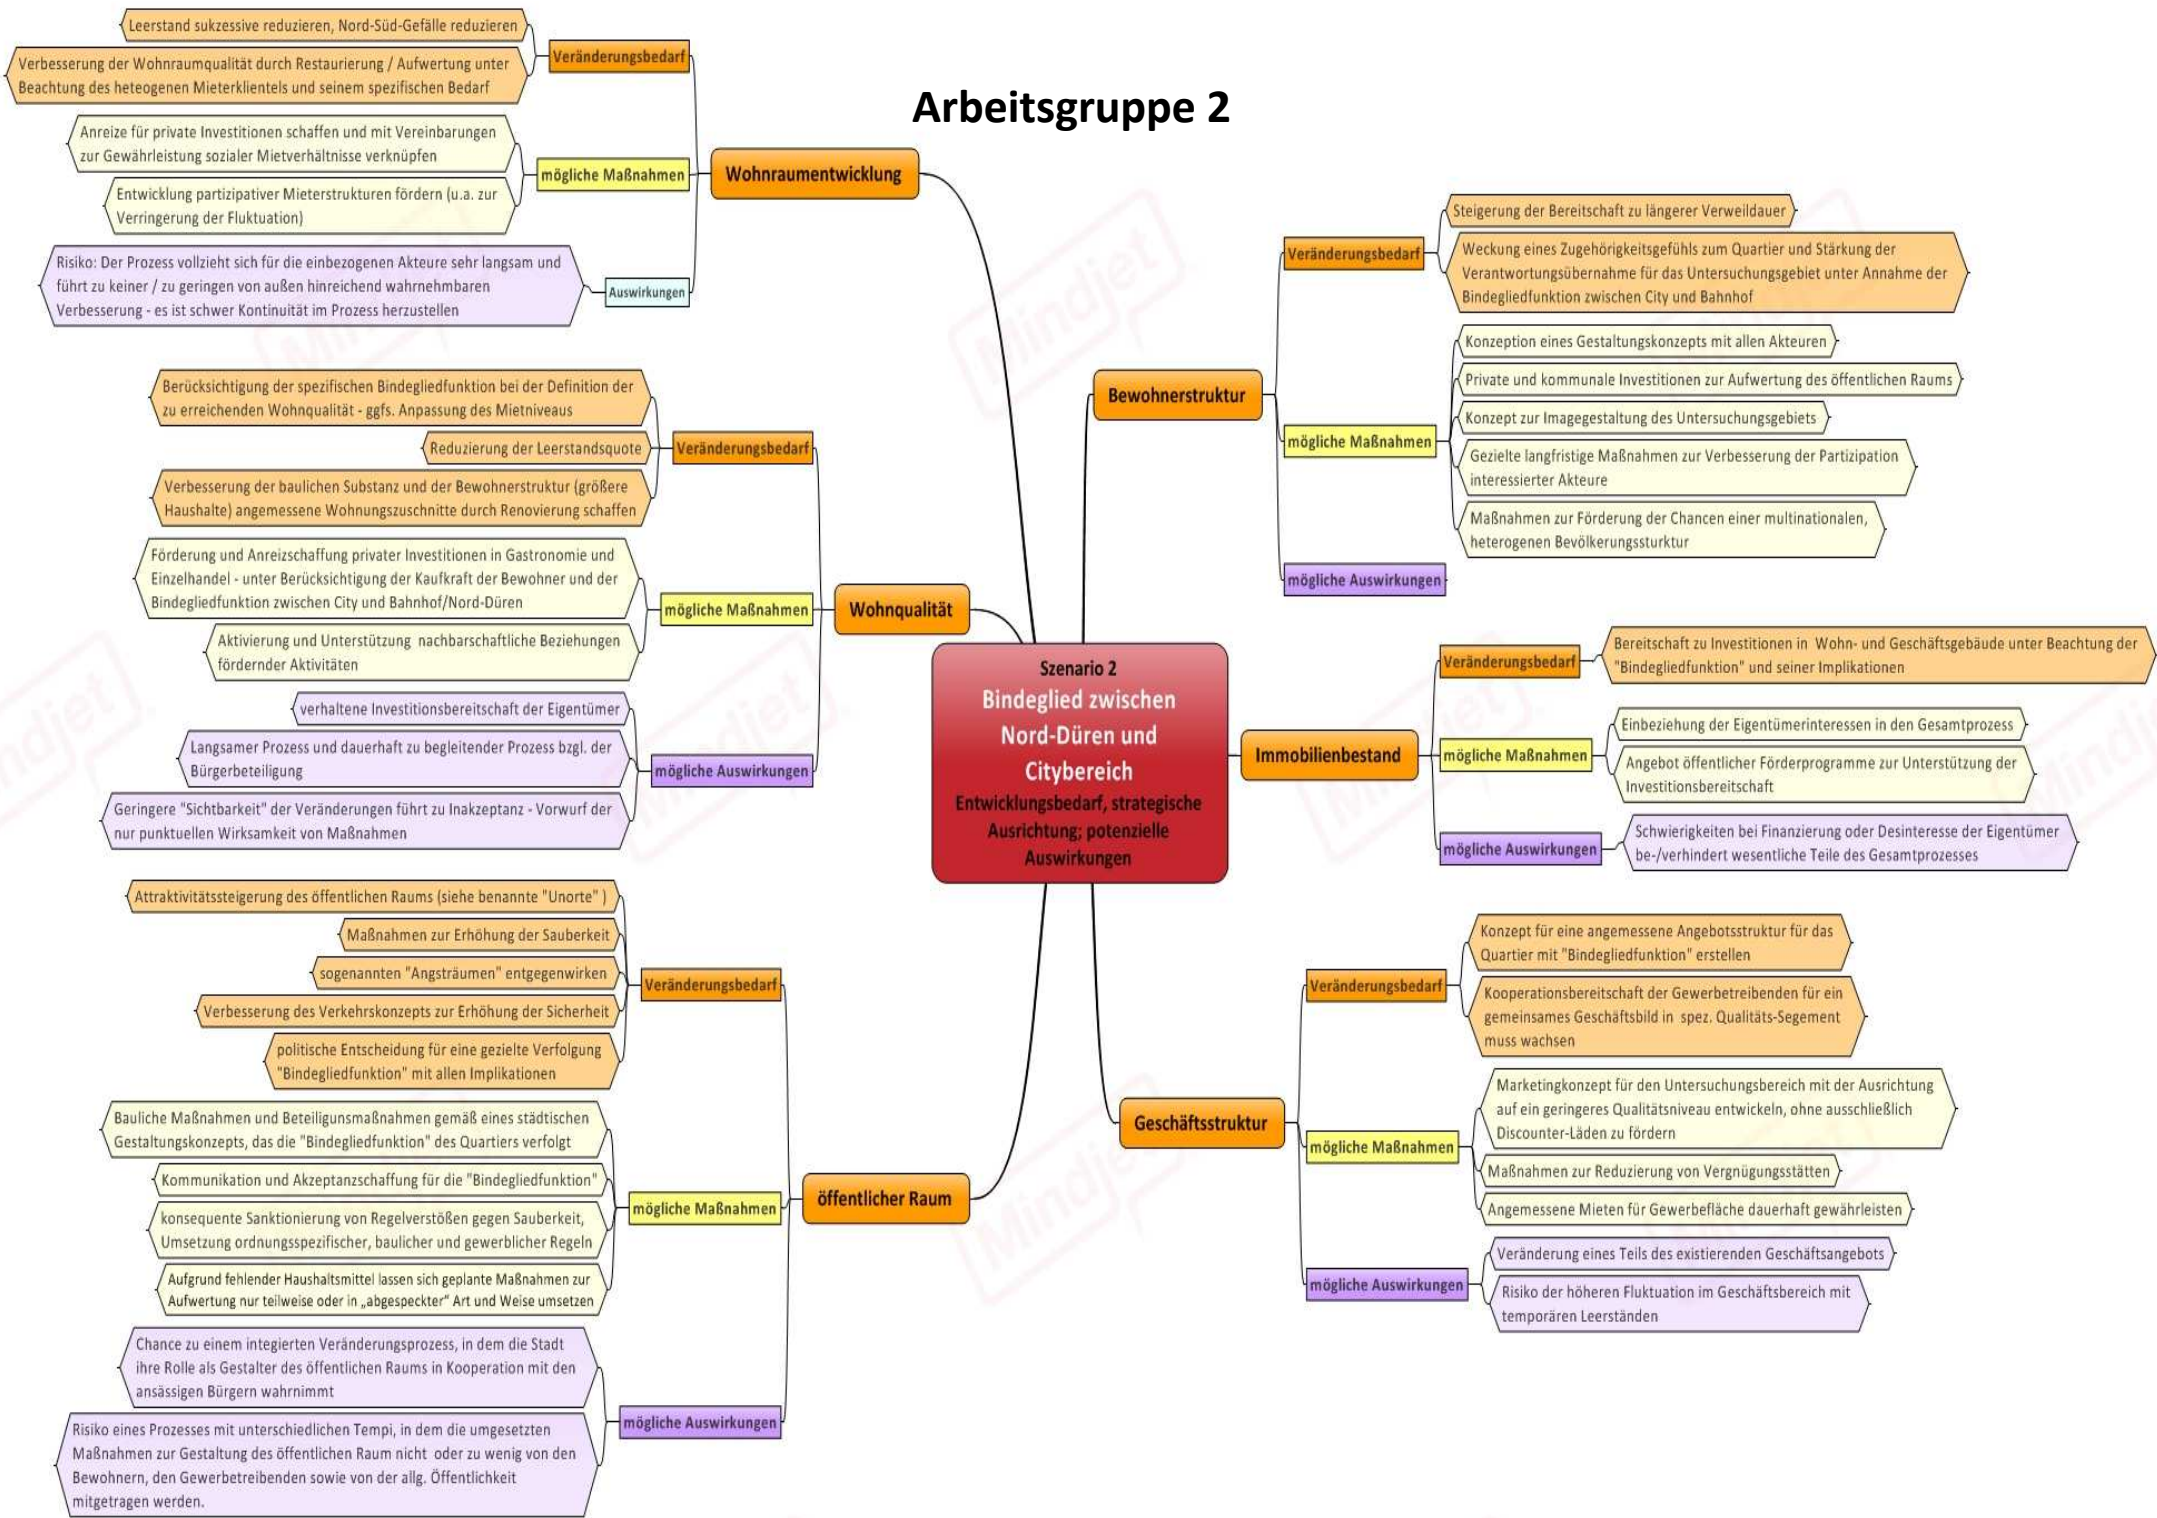 Arbeitsgruppe 2
Leerstand sukzessive reduzieren, Nord-Süd-Gefälle reduzieren
Verbesserung der Wohnraumqualität durch Restaurierung / Aufwertung unter
Beachtung des heteogenen Mieterklientels und seinem spezifischen Bedarf
Veränderungsbedarf
Anreize für private Investitionen schaffen und mit Vereinbarungen
zur Gewährleistung sozialer Mietverhältnisse verknüpfen
Entwicklung partizipativer Mieterstrukturen fördern (u.a. zur
Verringerung der Fluktuation)
mögliche Maßnahmen
Risiko: Der Prozess vollzieht sich für die einbezogenen Akteure sehr langsam und
führt zu keiner / zu geringen von außen hinreichend wahrnehmbaren
Verbesserung - es ist schwer Kontinuität im Prozess herzustellen
Auswirkungen
Wohnraumentwicklung
Berücksichtigung der spezifischen Bindegliedfunktion bei der Definition der
zu erreichenden Wohnqualität - ggfs. Anpassung des Mietniveaus
Reduzierung der Leerstandsquote
Verbesserung der baulichen Substanz und der Bewohnerstruktur (größere
Haushalte) angemessene Wohnungszuschnitte durch Renovierung schaffen
Veränderungsbedarf
Förderung und Anreizschaffung privater Investitionen in Gastronomie und
Einzelhandel - unter Berücksichtigung der Kaufkraft der Bewohner und der
Bindegliedfunktion zwischen City und Bahnhof/Nord-Düren
Aktivierung und Unterstützung nachbarschaftliche Beziehungen
fördernder Aktivitäten
mögliche Maßnahmen
verhaltene Investitionsbereitschaft der Eigentümer
Langsamer Prozess und dauerhaft zu begleitender Prozess bzgl. der
Bürgerbeteiligung
Geringere "Sichtbarkeit" der Veränderungen führt zu Inakzeptanz - Vorwurf der
nur punktuellen Wirksamkeit von Maßnahmen
mögliche Auswirkungen
Wohnqualität
Attraktivitätssteigerung des öffentlichen Raums (siehe benannte "Unorte" )
Maßnahmen zur Erhöhung der Sauberkeit
sogenannten "Angsträumen" entgegenwirken
Verbesserung des Verkehrskonzepts zur Erhöhung der Sicherheit
politische Entscheidung für eine gezielte Verfolgung
"Bindegliedfunktion" mit allen Implikationen
Veränderungsbedarf
Bauliche Maßnahmen und Beteiligunsmaßnahmen gemäß eines städtischen
Gestaltungskonzepts, das die "Bindegliedfunktion" des Quartiers verfolgt
Kommunikation und Akzeptanzschaffung für die "Bindegliedfunktion"
konsequente Sanktionierung von Regelverstößen gegen Sauberkeit,
Umsetzung ordnungsspezifischer, baulicher und gewerblicher Regeln
Aufgrund fehlender Haushaltsmittel lassen sich geplante Maßnahmen zur
Aufwertung nur teilweise oder in „abgespeckter“ Art und Weise umsetzen
mögliche Maßnahmen
Chance zu einem integrierten Veränderungsprozess, in dem die Stadt
ihre Rolle als Gestalter des öffentlichen Raums in Kooperation mit den
ansässigen Bürgern wahrnimmt
Risiko eines Prozesses mit unterschiedlichen Tempi, in dem die umgesetzten
Maßnahmen zur Gestaltung des öffentlichen Raum nicht oder zu wenig von den
Bewohnern, den Gewerbetreibenden sowie von der allg. Öffentlichkeit
mitgetragen werden.
mögliche Auswirkungen
öffentlicher Raum
Szenario 2
Bindeglied zwischen
Nord-Düren und
Citybereich
Entwicklungsbedarf, strategische
Ausrichtung; potenzielle
Auswirkungen
Bewohnerstruktur
Veränderungsbedarf
Steigerung der Bereitschaft zu längerer Verweildauer
Weckung eines Zugehörigkeitsgefühls zum Quartier und Stärkung der
Verantwortungsübernahme für das Untersuchungsgebiet unter Annahme der
Bindegliedfunktion zwischen City und Bahnhof
mögliche Maßnahmen
Konzeption eines Gestaltungskonzepts mit allen Akteuren
Private und kommunale Investitionen zur Aufwertung des öffentlichen Raums
Konzept zur Imagegestaltung des Untersuchungsgebiets
Gezielte langfristige Maßnahmen zur Verbesserung der Partizipation
interessierter Akteure
Maßnahmen zur Förderung der Chancen einer multinationalen,
heterogenen Bevölkerungssturktur
mögliche Auswirkungen
Immobilienbestand
Veränderungsbedarf
Bereitschaft zu Investitionen in Wohn- und Geschäftsgebäude unter Beachtung der
"Bindegliedfunktion" und seiner Implikationen
mögliche Maßnahmen
Einbeziehung der Eigentümerinteressen in den Gesamtprozess
Angebot öffentlicher Förderprogramme zur Unterstützung der
Investitionsbereitschaft
mögliche Auswirkungen
Schwierigkeiten bei Finanzierung oder Desinteresse der Eigentümer
be-/verhindert wesentliche Teile des Gesamtprozesses
Geschäftsstruktur
Veränderungsbedarf
Konzept für eine angemessene Angebotsstruktur für das
Quartier mit "Bindegliedfunktion" erstellen
Kooperationsbereitschaft der Gewerbetreibenden für ein
gemeinsames Geschäftsbild in spez. Qualitäts-Segement
muss wachsen
mögliche Maßnahmen
Marketingkonzept für den Untersuchungsbereich mit der Ausrichtung
auf ein geringeres Qualitätsniveau entwickeln, ohne ausschließlich
Discounter-Läden zu fördern
Maßnahmen zur Reduzierung von Vergnügungsstätten
Angemessene Mieten für Gewerbefläche dauerhaft gewährleisten
mögliche Auswirkungen
Veränderung eines Teils des existierenden Geschäftsangebots
Risiko der höheren Fluktuation im Geschäftsbereich mit
temporären Leerständen
Mindjet
Mindjet
Mindjet
Mindjet
Mindjet